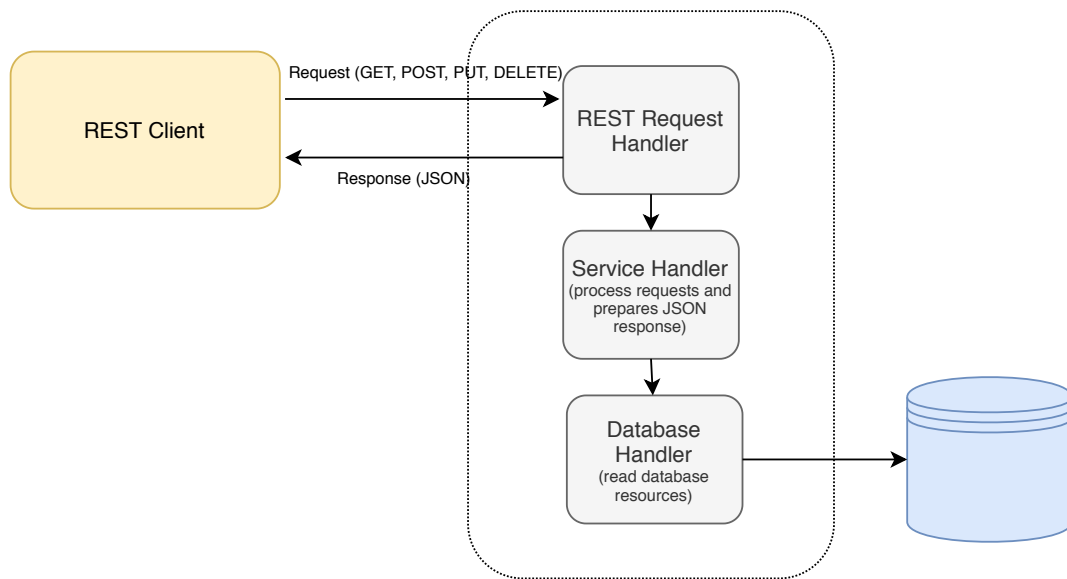 Request (GET, POST, PUT, DELETE)
REST Client
REST Request
Handler
Response (JSON)
Service Handler
(process requests and
prepares JSON
response)
Database
Handler
(read database
resources)